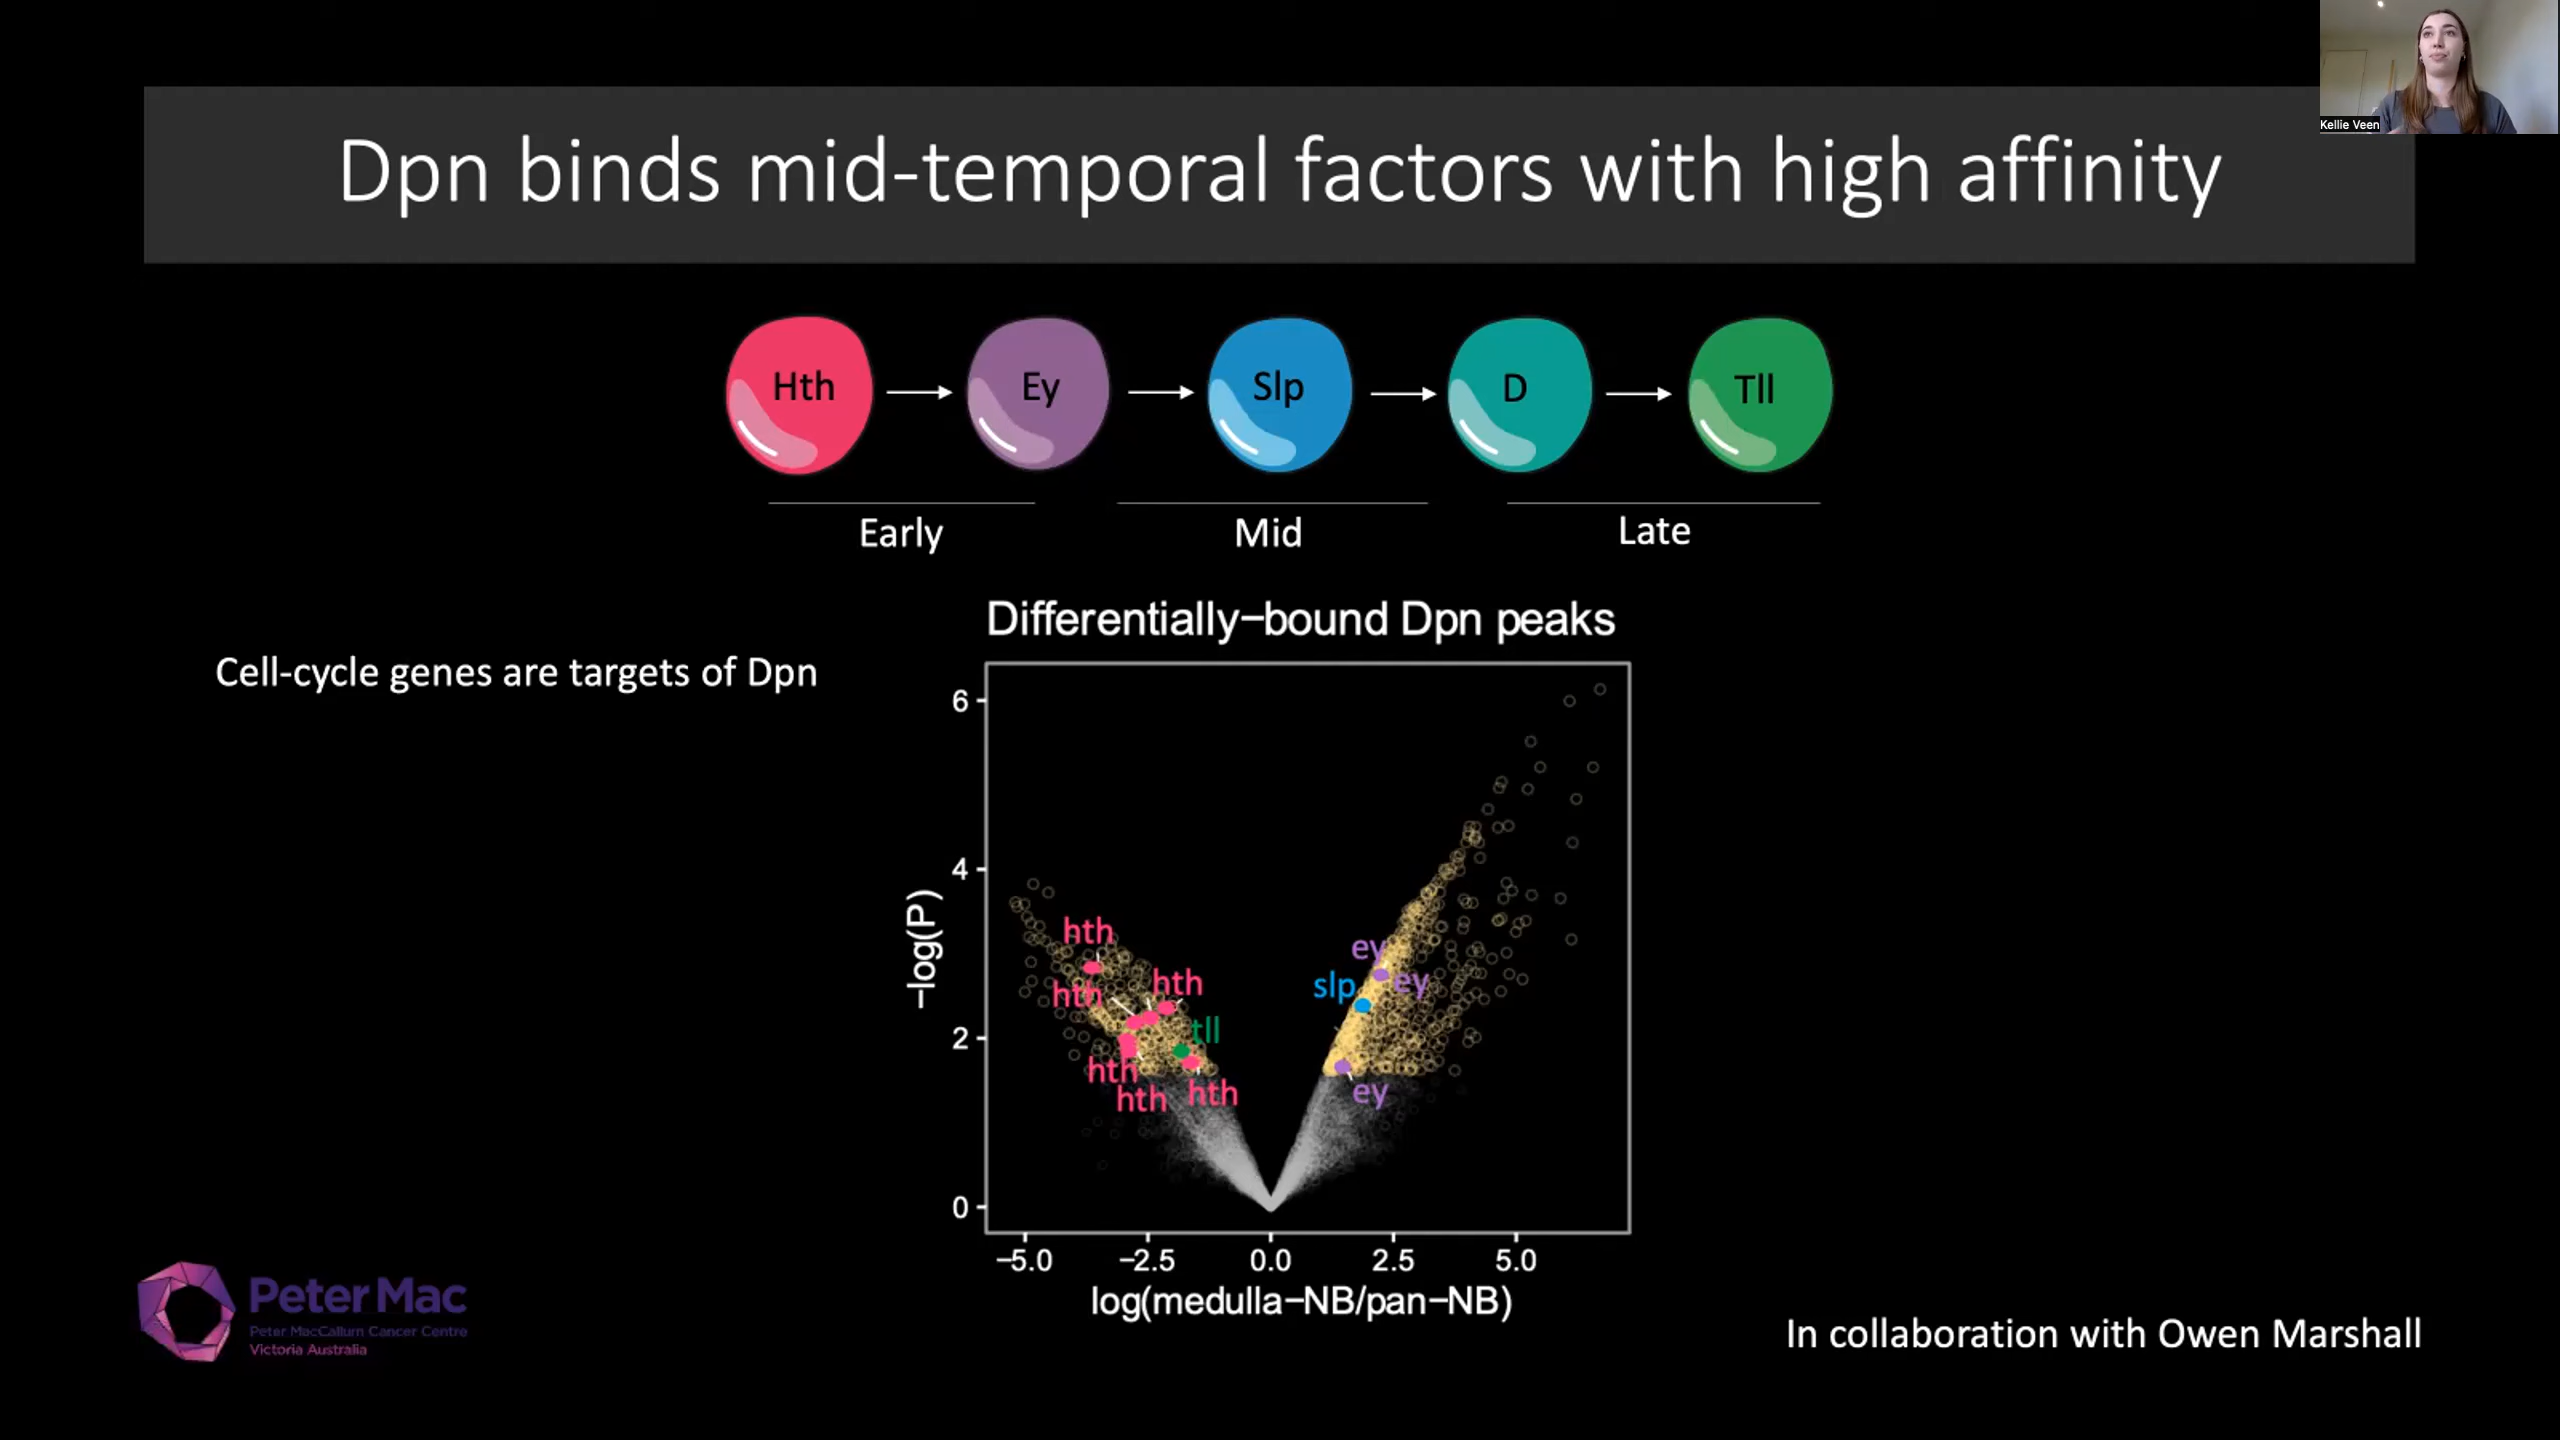 Kellie Veen
Dpn binds mid-temporal factors with high affinity
Hth
Ey
Slp
D
Tll
Early
Mid
Late
Cell-cycle genes are targets of Dpn
Differentially−bound Dpn peaks
6
4
2
0
−log(P)
hth
hth
hth
tll
hth
hth
hth
ey
ey
slp
ey
−5.0
−2.5
0.0
2.5
5.0
log(medulla−NB/pan−NB)
Peter Mac
Peter MacCallum Cancer Centre
Victoria Australia
In collaboration with Owen Marshall